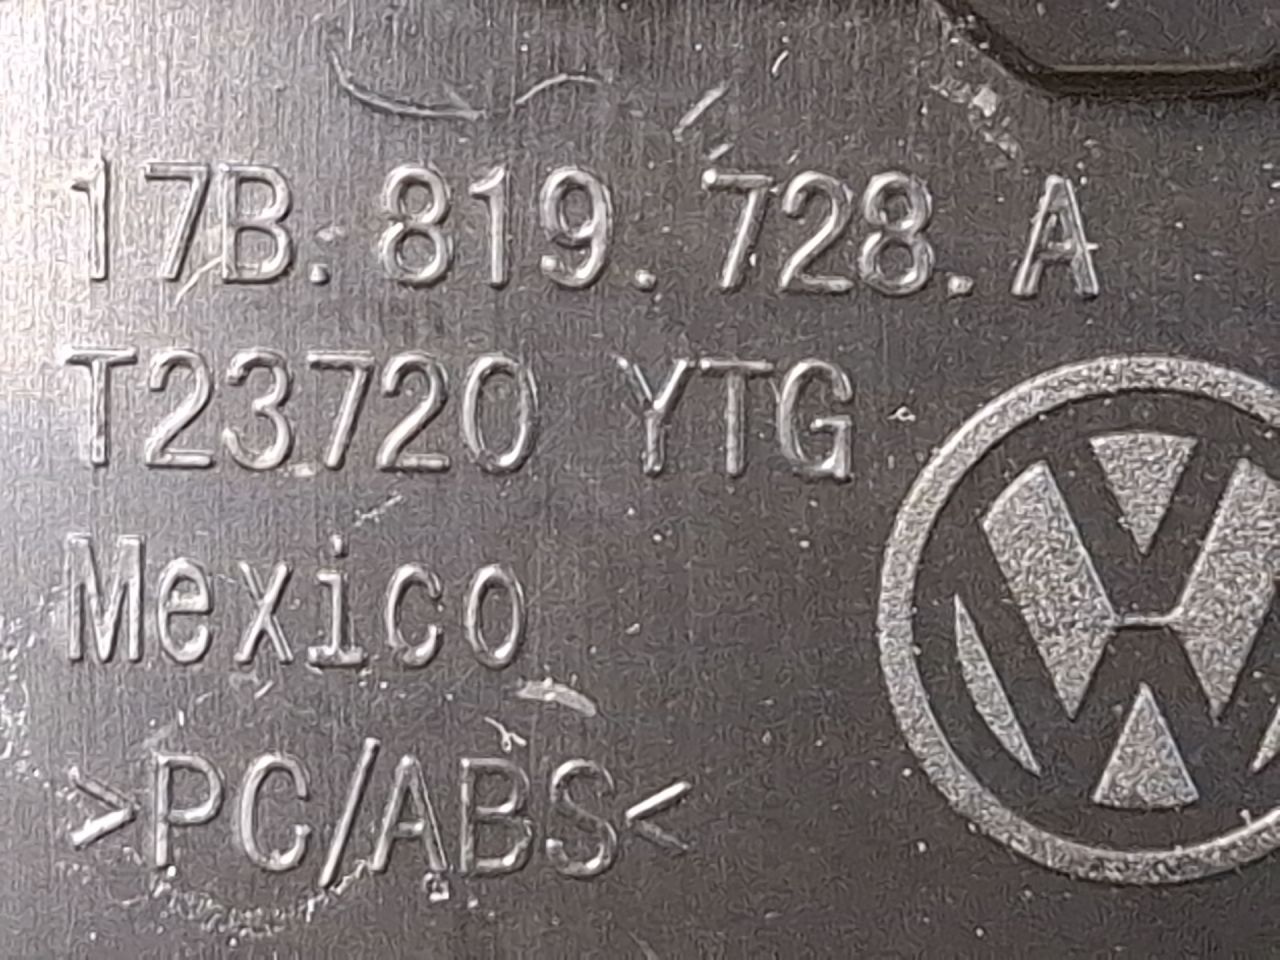 17B.819.728.A
T23720 YTG
Mexico
>PC/ABS<